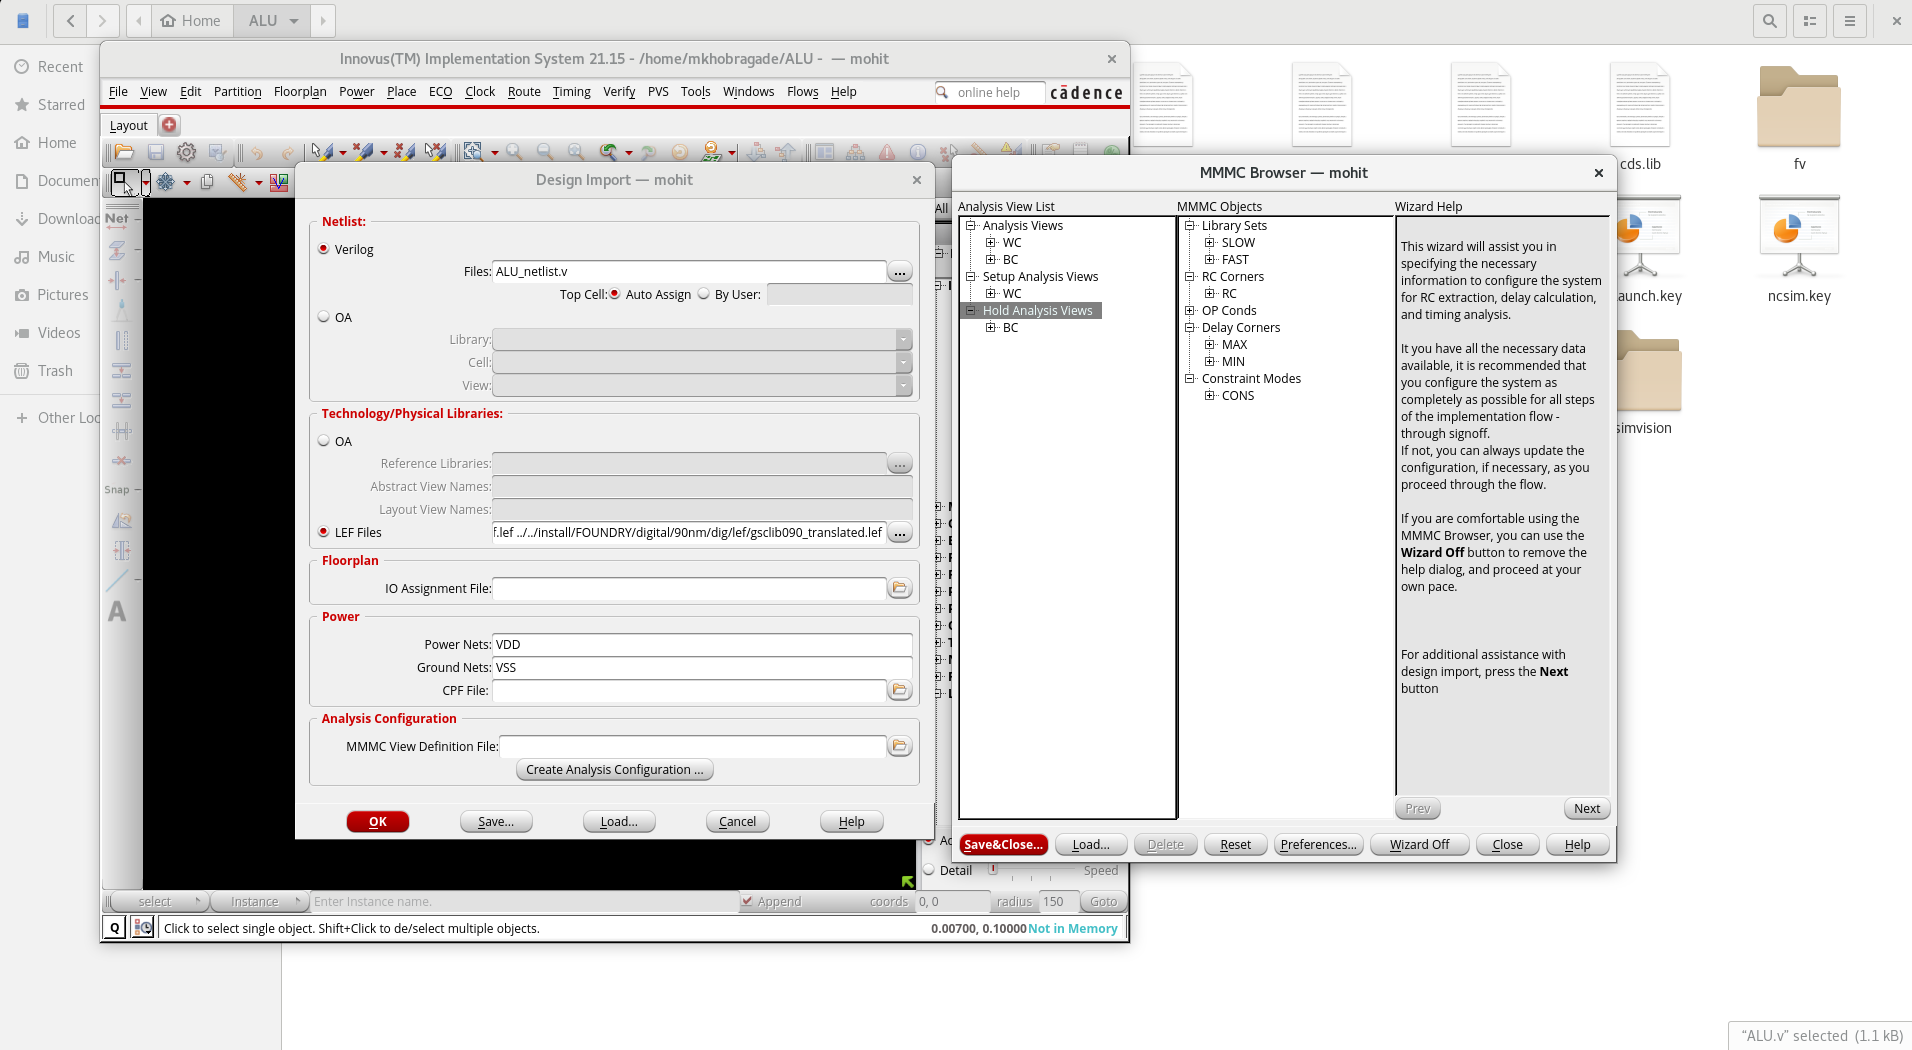 Home
ALU
Recent
Starred
Home
Documen
Downloac
Music
Pictures
Videos
Trash
Other Loc
Innovus(TM) Implementation System 21.15 - /home/mkhobragade/ALU - — mohit
File View Edit Partition Floorplan Power Place ECO Clock Route Timing Verify PVS Tools Windows Flows Help
online help
cādence
Layout
Net
Snap
A
All
Design Import — mohit
Netlist:
Verilog
Files: ALU_netlist.v ...
Top Cell: Auto Assign By User:
OA
Library:
Cell:
View:
Technology/Physical Libraries:
OA
Reference Libraries: ...
Abstract View Names:
Layout View Names:
LEF Files f.lef ../../install/FOUNDRY/digital/90nm/dig/lef/gsclib090_translated.lef ...
Floorplan
IO Assignment File:
Power
Power Nets: VDD
Ground Nets: VSS
CPF File:
Analysis Configuration
MMMC View Definition File:
Create Analysis Configuration ...
OK Save... Load... Cancel Help
MMMC Browser — mohit
Analysis View List
Analysis Views
WC
BC
Setup Analysis Views
WC
Hold Analysis Views
BC
MMMC Objects
Library Sets
SLOW
FAST
RC Corners
RC
OP Conds
Delay Corners
MAX
MIN
Constraint Modes
CONS
Wizard Help
This wizard will assist you in
specifying the necessary
information to configure the system
for RC extraction, delay calculation,
and timing analysis.
It you have all the necessary data
available, it is recommended that
you configure the system as
completely as possible for all steps
of the implementation flow -
through signoff.
If not, you can always update the
configuration, if necessary, as you
proceed through the flow.
If you are comfortable using the
MMMC Browser, you can use the
Wizard Off button to remove the
help dialog, and proceed at your
own pace.
For additional assistance with
design import, press the Next
button
Prev Next
Save&Close... Load... Delete Reset Preferences... Wizard Off Close Help
Detail Speed
select Instance Enter Instance name. Append coords 0, 0 radius 150 Goto
Q Click to select single object. Shift+Click to de/select multiple objects. 0.00700, 0.10000 Not in Memory
cds.lib
fv
aunch.key
ncsim.key
simvision
“ALU.v” selected (1.1 kB)